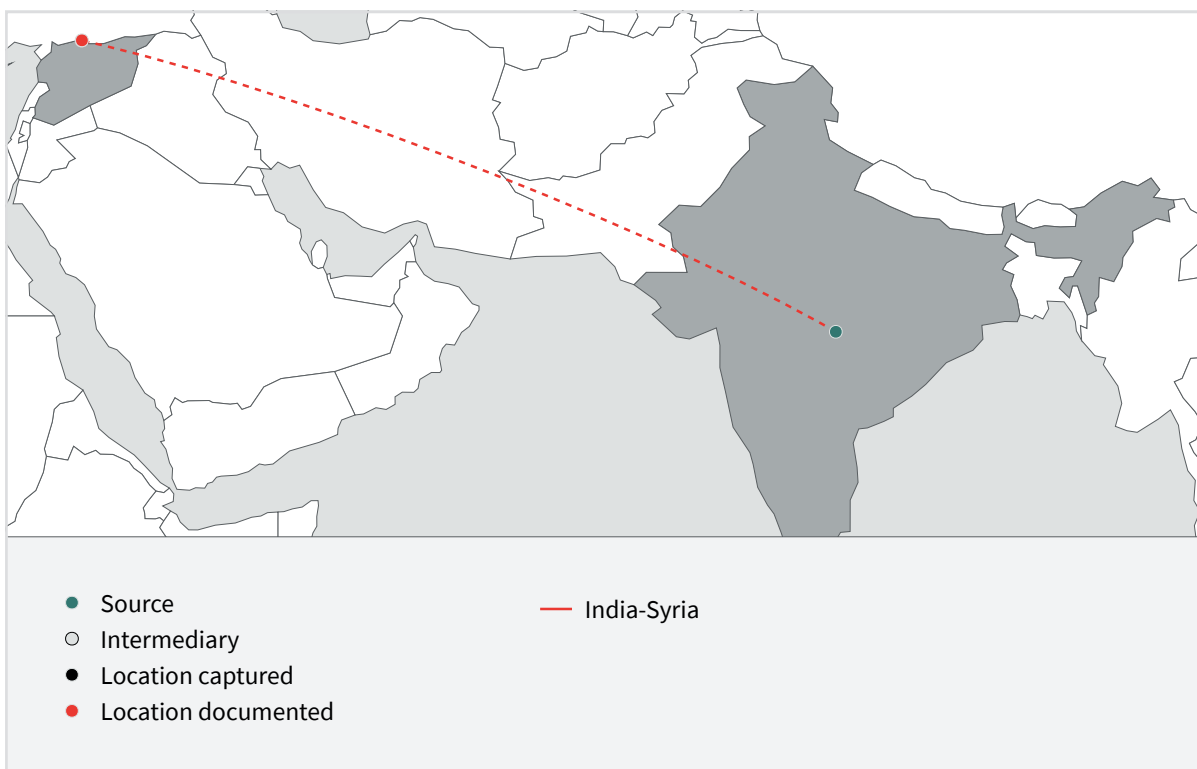 Source
Intermediary
Location captured
Location documented
India-Syria